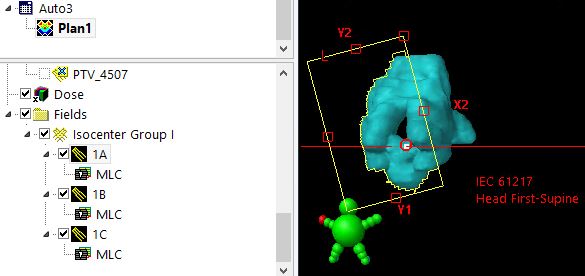 Auto3
Plan1
PTV_4507
Dose
Fields
Isocenter Group I
1A
MLC
1B
MLC
1C
MLC
Y2
X2
Y1
IEC 61217
Head First-Supine